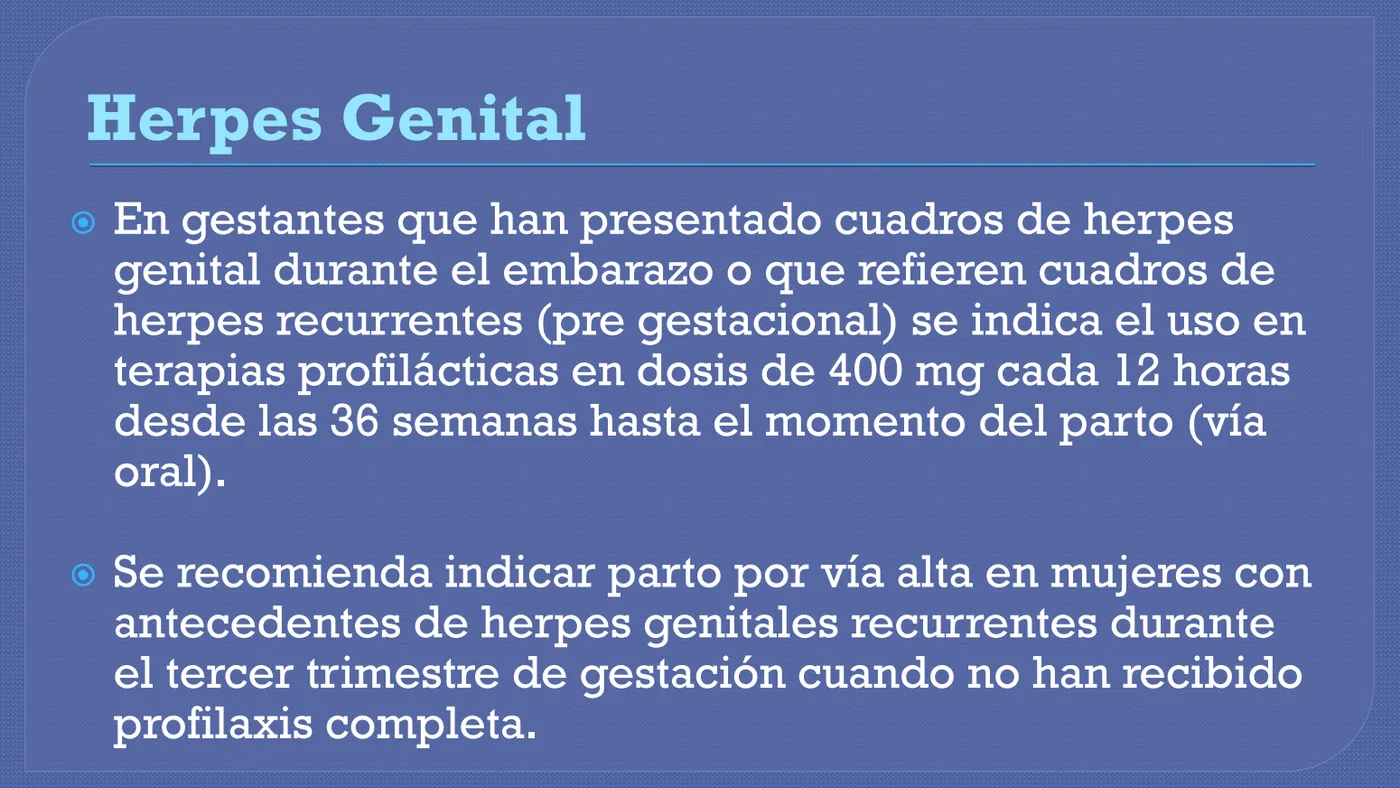 Herpes Genital
En gestantes que han presentado cuadros de herpes
genital durante el embarazo o que refieren cuadros de
herpes recurrentes (pre gestacional) se indica el uso en
terapias profilácticas en dosis de 400 mg cada 12 horas
desde las 36 semanas hasta el momento del parto (vía
oral).
Se recomienda indicar parto por vía alta en mujeres con
antecedentes de herpes genitales recurrentes durante
el tercer trimestre de gestación cuando no han recibido
profilaxis completa.